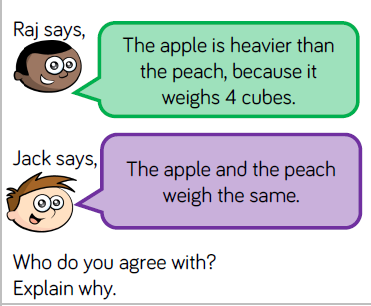 Raj says,
The apple is heavier than
the peach, because it
weighs 4 cubes.
Jack says,
The apple and the peach
weigh the same.
Who do you agree with?
Explain why.